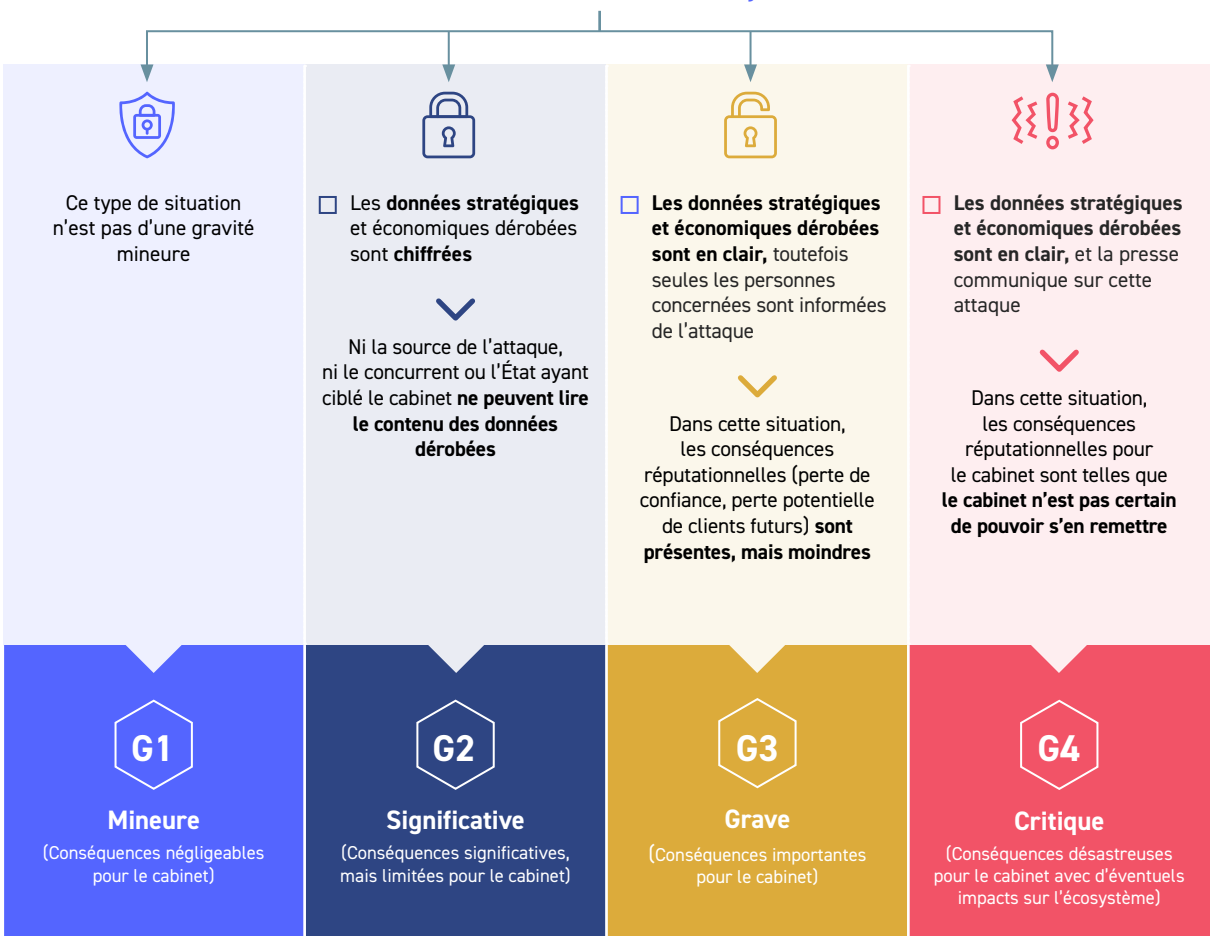 Ce type de situation
n'est pas d'une gravité
mineure
Les données stratégiques
et économiques dérobées
sont chiffrées
Ni la source de l'attaque,
ni le concurrent ou l'État ayant
ciblé le cabinet ne peuvent lire
le contenu des données
dérobées
Les données stratégiques
et économiques dérobées
sont en clair, toutefois
seules les personnes
concernées sont informées
de l'attaque
Dans cette situation,
les conséquences
réputationnelles (perte de
confiance, perte potentielle
de clients futurs) sont
présentes, mais moindres
Les données stratégiques
et économiques dérobées
sont en clair, et la presse
communique sur cette
attaque
Dans cette situation,
les conséquences
réputationnelles pour
le cabinet sont telles que
le cabinet n'est pas certain
de pouvoir s'en remettre
G1
Mineure
(Conséquences négligeables
pour le cabinet)
G2
Significative
(Conséquences significatives,
mais limitées pour le cabinet)
G3
Grave
(Conséquences importantes
pour le cabinet)
G4
Critique
(Conséquences désastreuses
pour le cabinet avec d'éventuels
impacts sur l'écosystème)